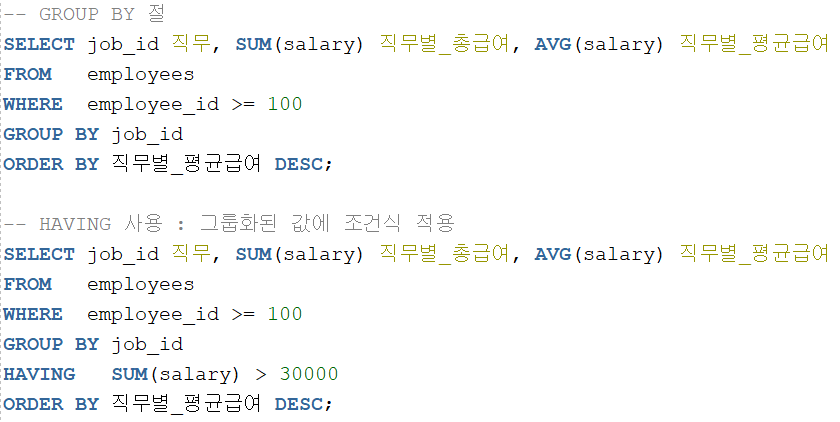 -- GROUP BY 절
SELECT job_id 직무, SUM(salary) 직무별_총급여, AVG(salary) 직무별_평균급여
FROM   employees
WHERE  employee_id >= 100
GROUP BY job_id
ORDER BY 직무별_평균급여 DESC;
-- HAVING 사용 : 그룹화된 값에 조건식 적용
SELECT job_id 직무, SUM(salary) 직무별_총급여, AVG(salary) 직무별_평균급여
FROM   employees
WHERE  employee_id >= 100
GROUP BY job_id
HAVING   SUM(salary) > 30000
ORDER BY 직무별_평균급여 DESC;